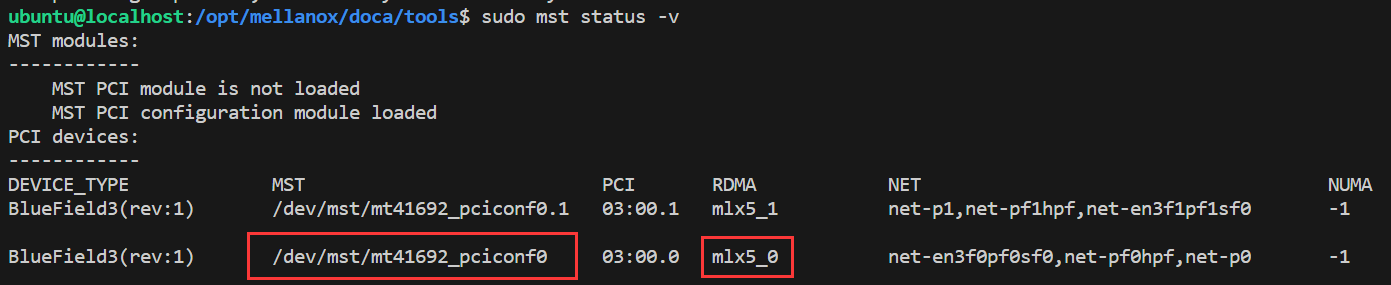 ubuntu@localhost:/opt/mellanox/doca/tools$ sudo mst status -v
MST modules:
------------
    MST PCI module is not loaded
    MST PCI configuration module loaded
PCI devices:
------------
DEVICE_TYPE             MST                           PCI       RDMA            NET                                     NUMA
BlueField3(rev:1)       /dev/mst/mt41692_pciconf0.1   03:00.1   mlx5_1          net-p1,net-pf1hpf,net-en3f1pf1sf0       -1
BlueField3(rev:1)       /dev/mst/mt41692_pciconf0     03:00.0   mlx5_0          net-en3f0pf0sf0,net-pf0hpf,net-p0       -1